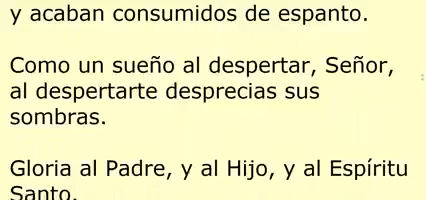 y acaban consumidos de espanto.
Como un sueño al despertar, Señor,
al despertarte desprecias sus
sombras.
Gloria al Padre, y al Hijo, y al Espíritu
Santo.